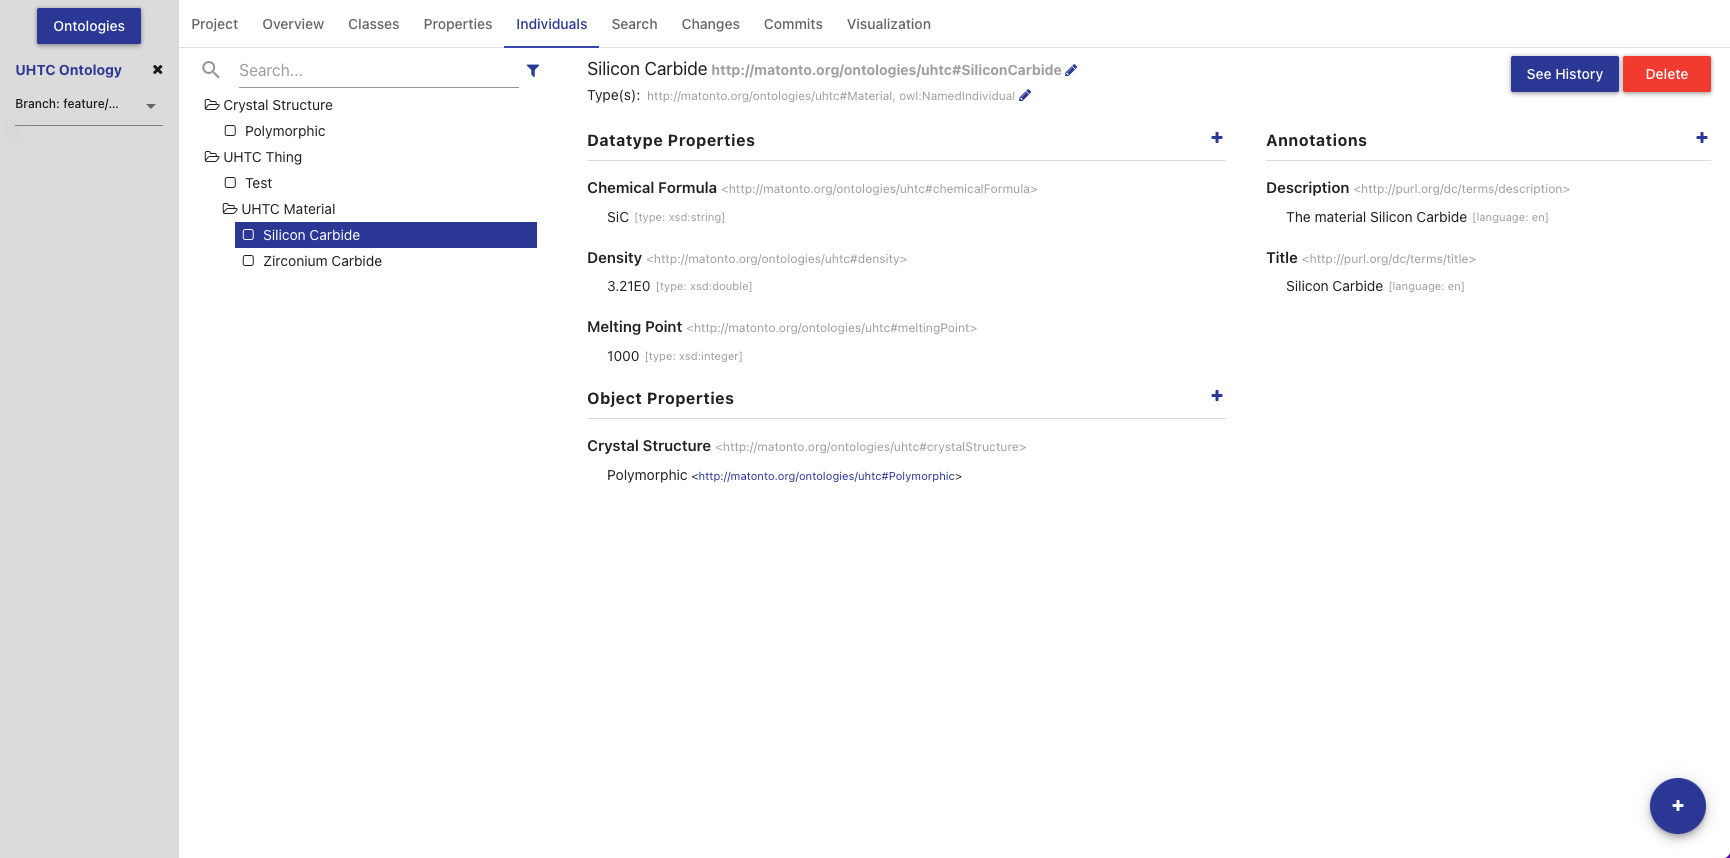 Ontologies
UHTC Ontology
Branch: feature/...
Project Overview Classes Properties Individuals Search Changes Commits Visualization
Search...
Crystal Structure
Polymorphic
UHTC Thing
Test
UHTC Material
Silicon Carbide
Zirconium Carbide
Silicon Carbide http://matonto.org/ontologies/uhtc#SiliconCarbide
Type(s): http://matonto.org/ontologies/uhtc#Material, owl:NamedIndividual
See History Delete
Datatype Properties
Chemical Formula <http://matonto.org/ontologies/uhtc#chemicalFormula>
SiC [type: xsd:string]
Density <http://matonto.org/ontologies/uhtc#density>
3.21E0 [type: xsd:double]
Melting Point <http://matonto.org/ontologies/uhtc#meltingPoint>
1000 [type: xsd:integer]
Object Properties
Crystal Structure <http://matonto.org/ontologies/uhtc#crystalStructure>
Polymorphic <http://matonto.org/ontologies/uhtc#Polymorphic>
Annotations
Description <http://purl.org/dc/terms/description>
The material Silicon Carbide [language: en]
Title <http://purl.org/dc/terms/title>
Silicon Carbide [language: en]